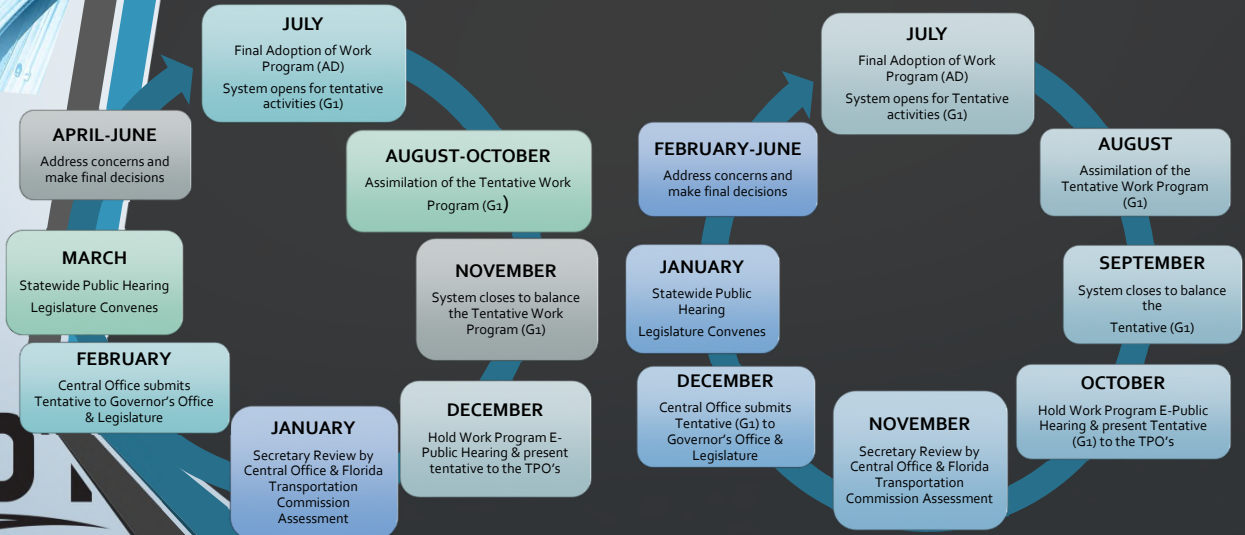 JULY
Final Adoption of Work
Program (AD)
System opens for tentative
activities (G1)
AUGUST-OCTOBER
Assimilation of the Tentative Work
Program (G1)
NOVEMBER
System closes to balance
the Tentative Work
Program (G1)
DECEMBER
Hold Work Program E-
Public Hearing & present
tentative to the TPO's
JANUARY
Secretary Review by
Central Office & Florida
Transportation
Commission
Assessment
FEBRUARY
Central Office submits
Tentative to Governor's Office
& Legislature
MARCH
Statewide Public Hearing
Legislature Convenes
APRIL-JUNE
Address concerns and
make final decisions
JULY
Final Adoption of Work
Program (AD)
System opens for Tentative
activities (G1)
AUGUST
Assimilation of the
Tentative Work Program
(G1)
SEPTEMBER
System closes to balance
the
Tentative (G1)
OCTOBER
Hold Work Program E-Public
Hearing & present Tentative
(G1) to the TPO's
NOVEMBER
Secretary Review by
Central Office & Florida
Transportation
Commission Assessment
DECEMBER
Central Office submits
Tentative (G1) to
Governor's Office &
Legislature
JANUARY
Statewide Public
Hearing
Legislature Convenes
FEBRUARY-JUNE
Address concerns and
make final decisions